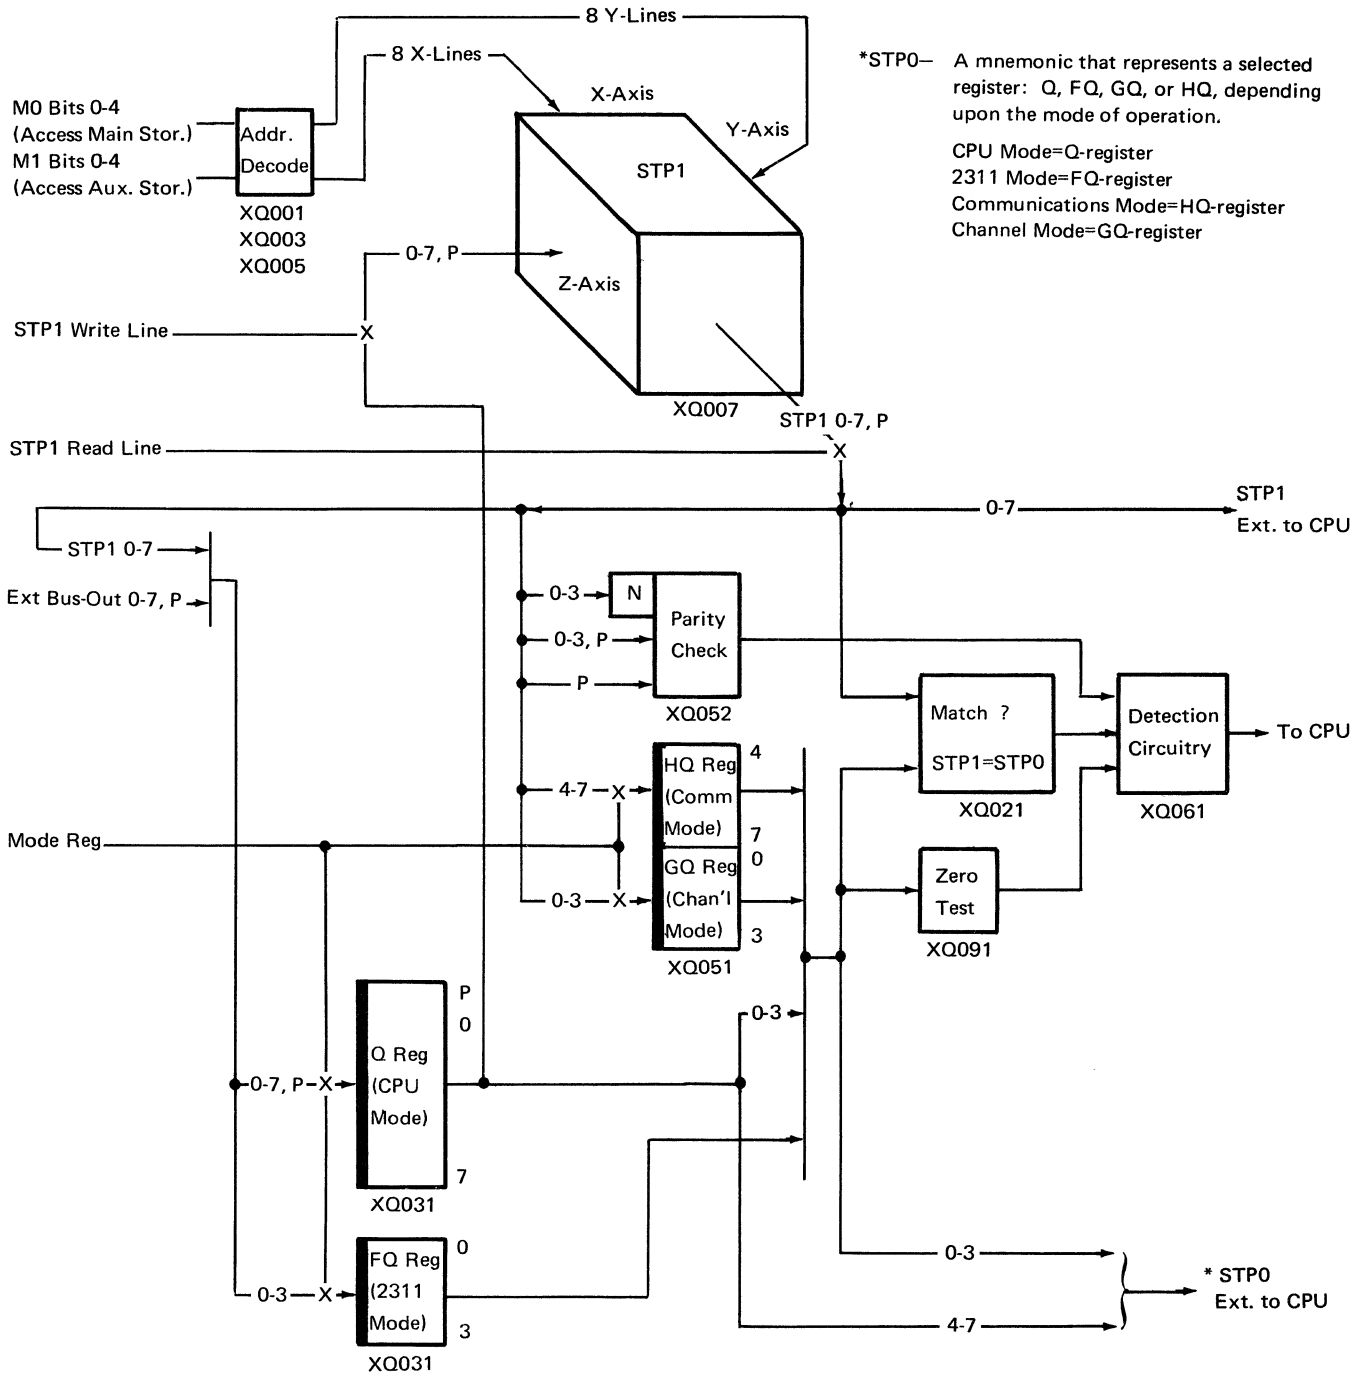 8 Y-Lines
8 X-Lines
*STPO— A mnemonic that represents a selected
register: Q, FQ, GQ, or HQ, depending
upon the mode of operation.
CPU Mode=Q-register
2311 Mode=FQ-register
Communications Mode=HQ-register
Channel Mode=GQ-register
X-Axis
Y-Axis
M0 Bits 0-4
(Access Main Stor.)
M1 Bits 0-4
(Access Aux. Stor.)
Addr.
Decode
XQ001
XQ003
XQ005
STP1
0-7, P
Z-Axis
STP1 Write Line
X
XQ007
STP1 0-7, P
STP1 Read Line
X
0-7
STP1
Ext. to CPU
STP1 0-7
Ext Bus-Out 0-7, P
0-3
N
Parity
Check
0-3, P
P
XQ052
Match ?
STP1=STPO
XQ021
Detection
Circuitry
XQ061
To CPU
4-7
X
HQ Reg
(Comm
Mode)
4
7
Mode Reg
0-3
X
GQ Reg
(Chan'l
Mode)
0
3
XQ051
Zero
Test
XQ091
0-3
0-7, P
X
Q Reg
(CPU
Mode)
P
0
7
XQ031
0-3
X
FQ Reg
(2311
Mode)
0
3
XQ031
0-3
4-7
* STPO
Ext. to CPU